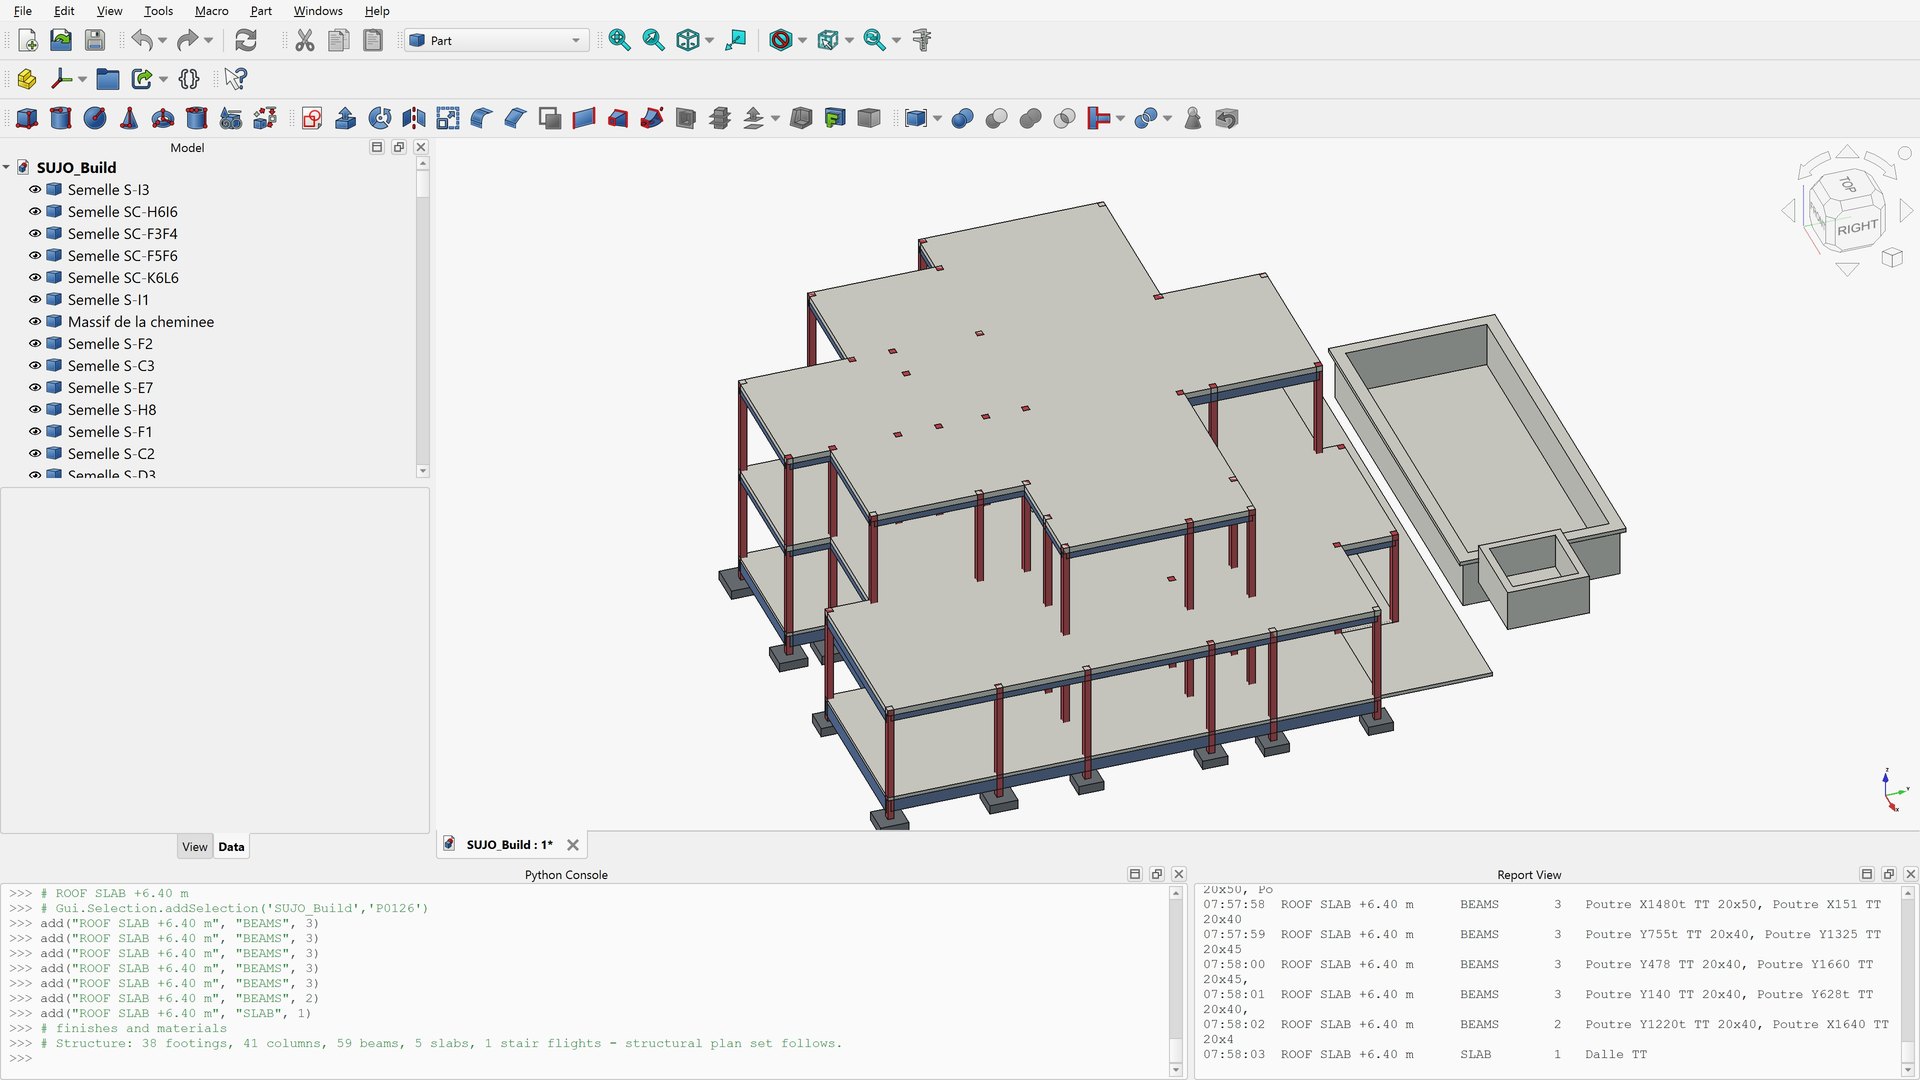 File Edit View Tools Macro Part Windows Help
Part
Model
SUJO_Build
Semelle S-I3
Semelle SC-H6I6
Semelle SC-F3F4
Semelle SC-F5F6
Semelle SC-K6L6
Semelle S-I1
Massif de la cheminee
Semelle S-F2
Semelle S-C3
Semelle S-E7
Semelle S-H8
Semelle S-F1
Semelle S-C2
Semelle S-D3
TOP
RIGHT
View Data
SUJO_Build : 1*
Python Console
>>> # ROOF SLAB +6.40 m
>>> # Gui.Selection.addSelection('SUJO_Build','P0126')
>>> add("ROOF SLAB +6.40 m", "BEAMS", 3)
>>> add("ROOF SLAB +6.40 m", "BEAMS", 3)
>>> add("ROOF SLAB +6.40 m", "BEAMS", 3)
>>> add("ROOF SLAB +6.40 m", "BEAMS", 3)
>>> add("ROOF SLAB +6.40 m", "BEAMS", 3)
>>> add("ROOF SLAB +6.40 m", "BEAMS", 2)
>>> add("ROOF SLAB +6.40 m", "SLAB", 1)
>>> # finishes and materials
>>> # Structure: 38 footings, 41 columns, 59 beams, 5 slabs, 1 stair flights - structural plan set follows.
>>>
Report View
20x50, Po
07:57:58 ROOF SLAB +6.40 m BEAMS 3 Poutre X1480t TT 20x50, Poutre X151 TT
20x40
07:57:59 ROOF SLAB +6.40 m BEAMS 3 Poutre Y755t TT 20x40, Poutre Y1325 TT
20x45
07:58:00 ROOF SLAB +6.40 m BEAMS 3 Poutre Y478 TT 20x40, Poutre Y1660 TT
20x45,
07:58:01 ROOF SLAB +6.40 m BEAMS 3 Poutre Y140 TT 20x40, Poutre Y628t TT
20x40,
07:58:02 ROOF SLAB +6.40 m BEAMS 2 Poutre Y1220t TT 20x40, Poutre X1640 TT
20x4
07:58:03 ROOF SLAB +6.40 m SLAB 1 Dalle TT